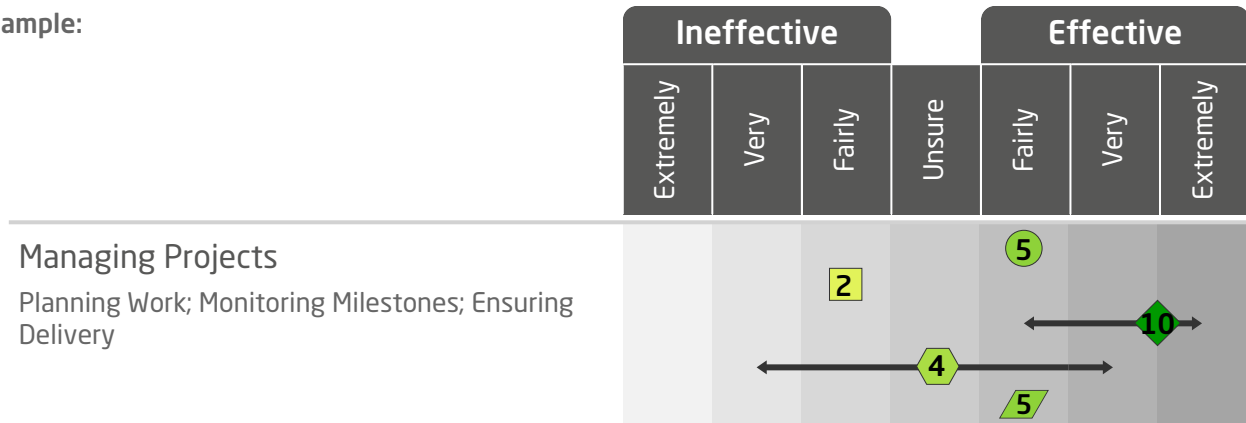 ample:
Ineffective
Effective
Extremely
Very
Fairly
Unsure
Fairly
Very
Extremely
Managing Projects
5
2
Planning Work; Monitoring Milestones; Ensuring
Delivery
10
4
5